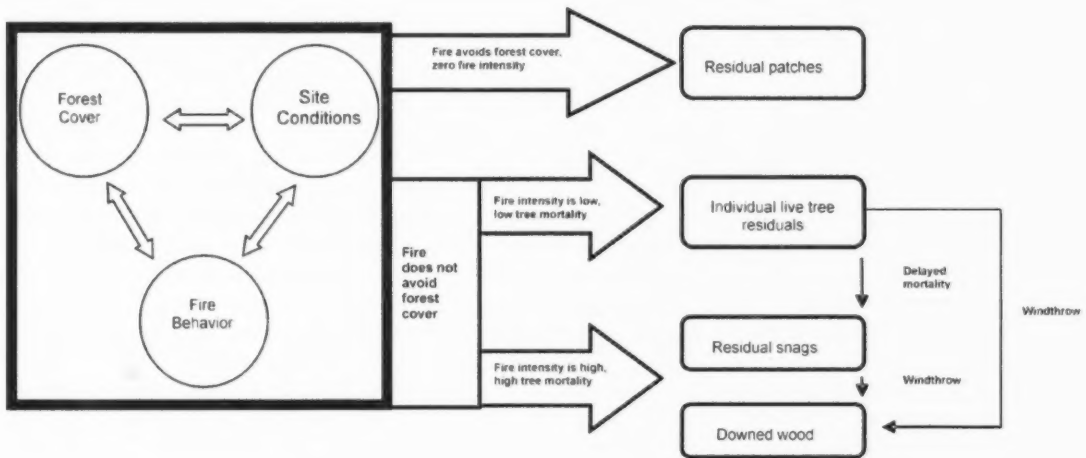 Forest
Cover
Site
Conditions
Fire
Behavior
Fire avoids forest cover,
zero fire intensity
Residual patches
Fire
does not
avoid
forest
cover
Fire intensity is low,
low tree mortality
Individual live tree
residuals
Delayed
mortality
Windthrow
Fire intensity is high,
high tree mortality
Residual snags
Windthrow
Downed wood